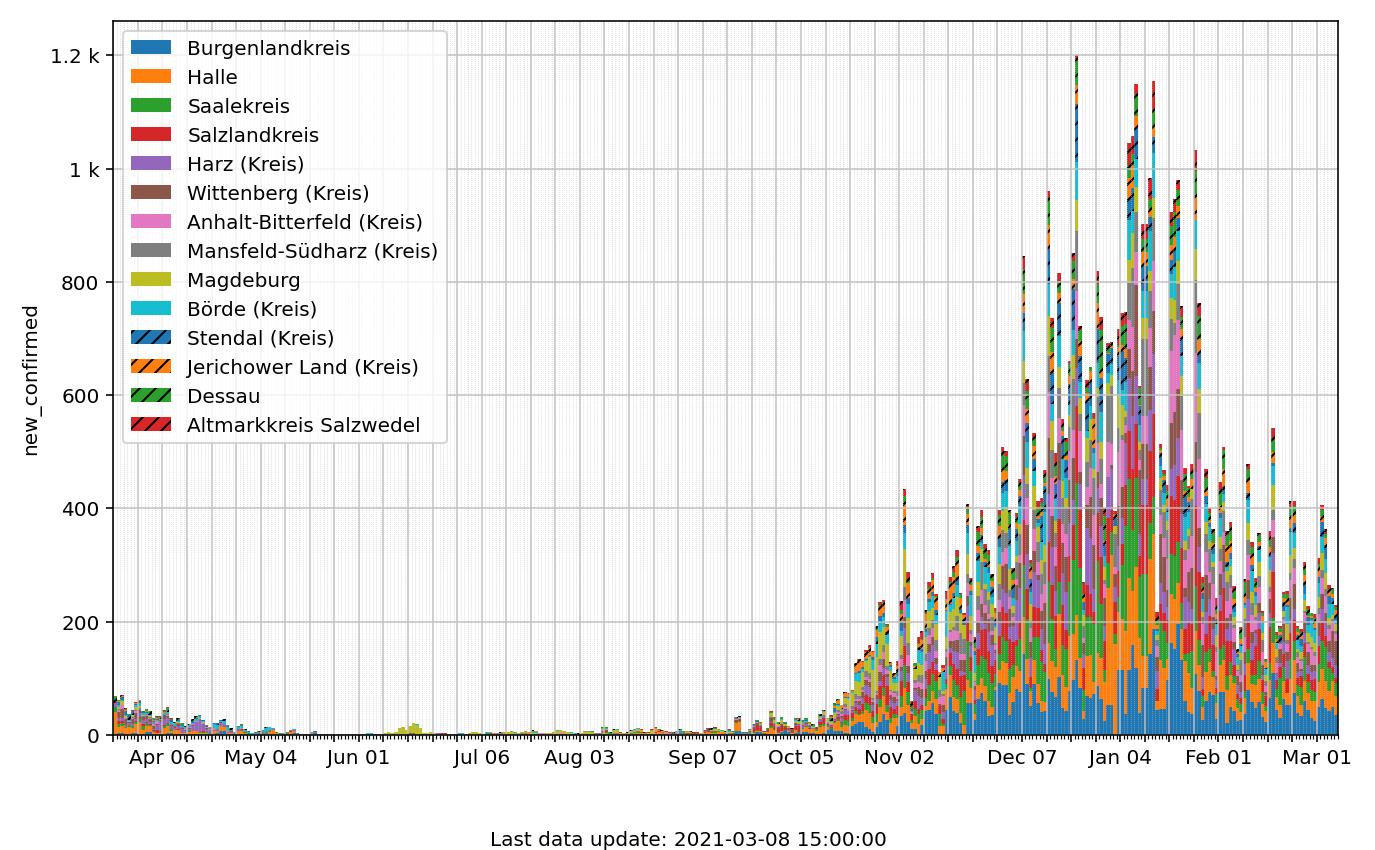 new_confirmed
1.2 k
1 k
800
600
400
200
0
Burgenlandkreis
Halle
Saalekreis
Salzlandkreis
Harz (Kreis)
Wittenberg (Kreis)
Anhalt-Bitterfeld (Kreis)
Mansfeld-Südharz (Kreis)
Magdeburg
Börde (Kreis)
Stendal (Kreis)
Jerichower Land (Kreis)
Dessau
Altmarkkreis Salzwedel
Apr 06 May 04 Jun 01 Jul 06 Aug 03 Sep 07 Oct 05 Nov 02 Dec 07 Jan 04 Feb 01 Mar 01
Last data update: 2021-03-08 15:00:00